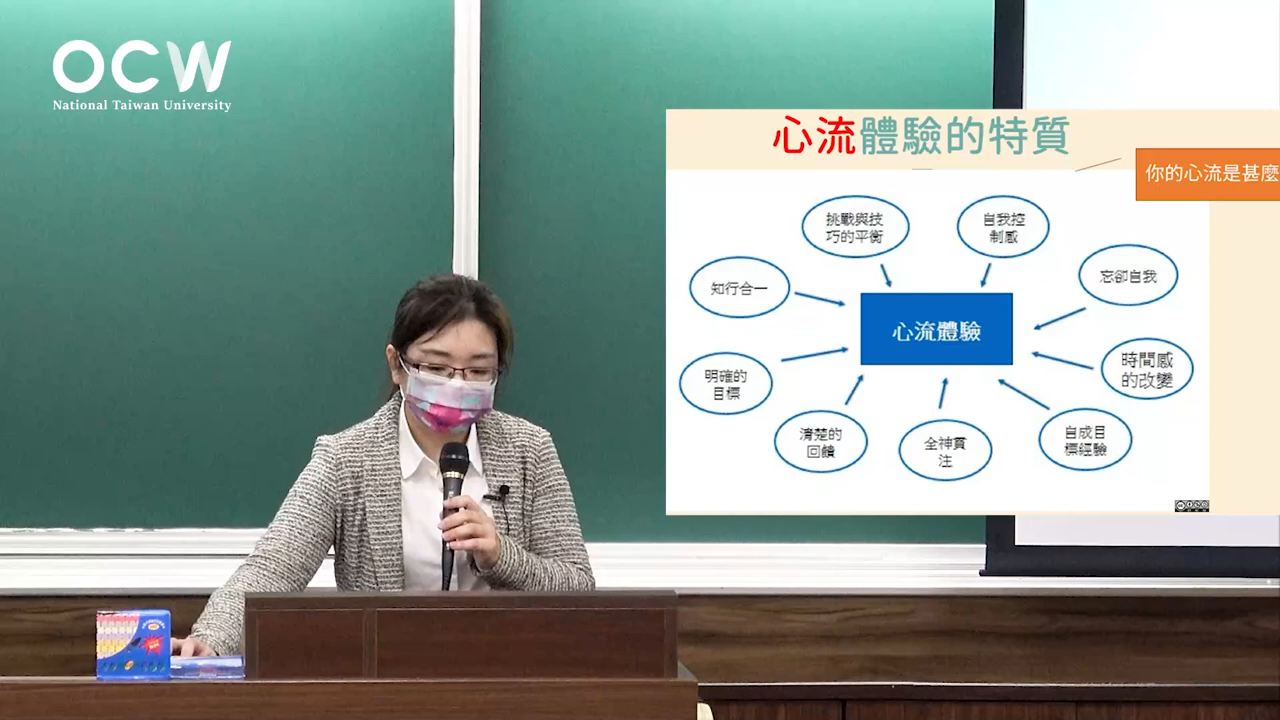 OCW
National Taiwan University
心流體驗的特質
你的心流是甚麼
挑戰與技
巧的平衡
自我控
制感
知行合一
忘卻自我
心流體驗
明確的
目標
時間感
的改變
清楚的
回饋
全神貫
注
自成目
標經驗